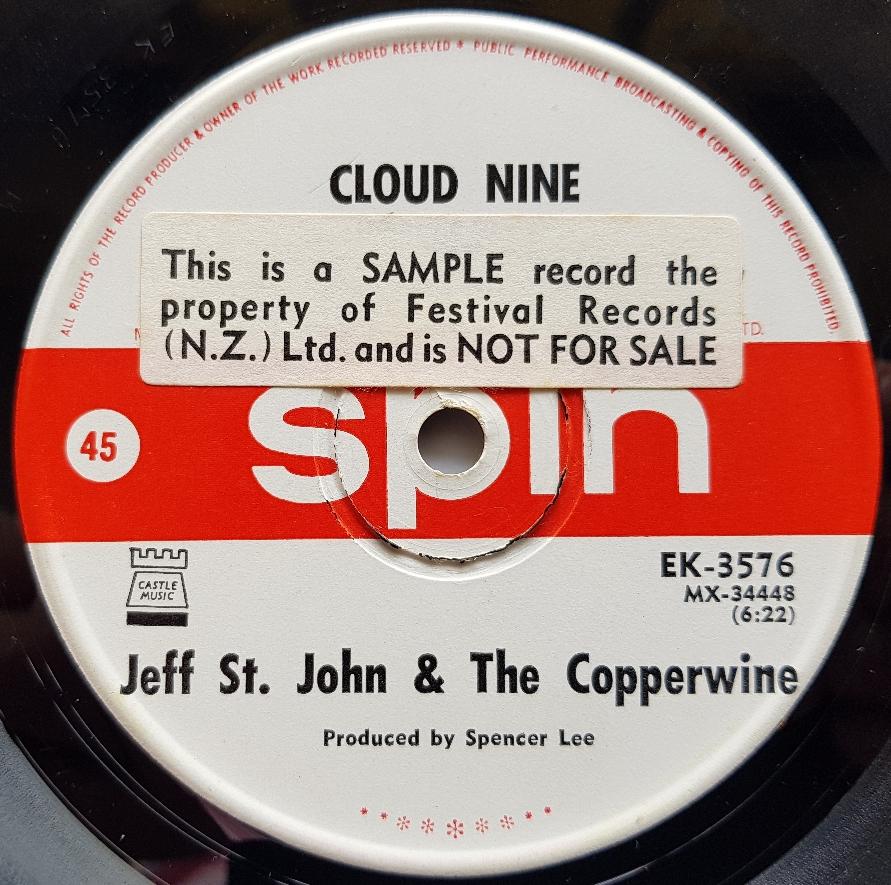 ALL RIGHTS OF THE RECORD PRODUCER & OWNER OF THE WORK RECORDED RESERVED * PUBLIC PERFORMANCE BROADCASTING & COPYING OF THIS RECORD PROHIBITED
CLOUD NINE
This is a SAMPLE record the
property of Festival Records
(N.Z.) Ltd. and is NOT FOR SALE
TD.
spin
45
CASTLE
MUSIC
EK-3576
MX-34448
(6:22)
Jeff St. John & The Copperwine
Produced by Spencer Lee